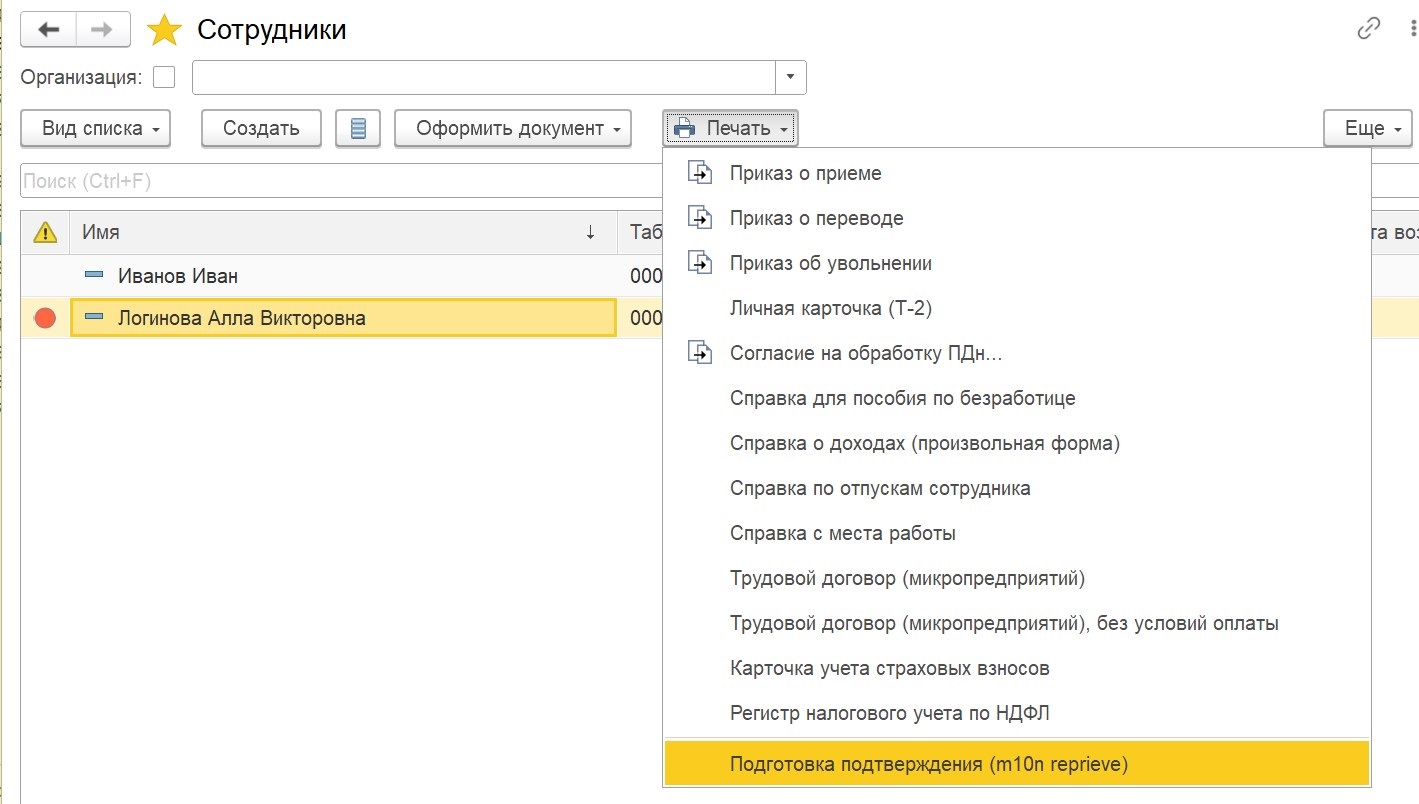 Сотрудники
Организация:
Вид списка
Создать
Оформить документ
Печать
Еще
Поиск (Ctrl+F)
Имя
Таб
та воз
Иванов Иван
000
Логинова Алла Викторовна
000
Приказ о приеме
Приказ о переводе
Приказ об увольнении
Личная карточка (Т-2)
Согласие на обработку ПДн...
Справка для пособия по безработице
Справка о доходах (произвольная форма)
Справка по отпускам сотрудника
Справка с места работы
Трудовой договор (микропредприятий)
Трудовой договор (микропредприятий), без условий оплаты
Карточка учета страховых взносов
Регистр налогового учета по НДФЛ
Подготовка подтверждения (m10n reprieve)